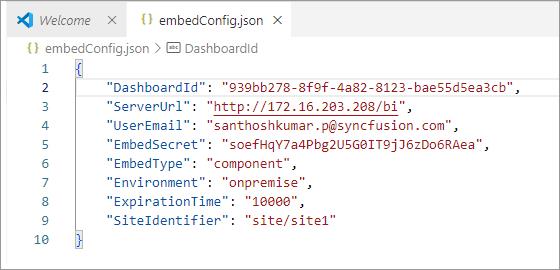 Welcome embedConfig.json
embedConfig.json > abc DashboardId
1 {
2 "DashboardId": "939bb278-8f9f-4a82-8123-bae55d5ea3cb",
3 "ServerUrl": "http://172.16.203.208/bi",
4 "UserEmail": "santhoshkumar.p@syncfusion.com",
5 "EmbedSecret": "soefHqY7a4Pbg2U5G0IT9jJ6zDo6RAea",
6 "EmbedType": "component",
7 "Environment": "onpremise",
8 "ExpirationTime": "10000",
9 "SiteIdentifier": "site/site1"
10 }